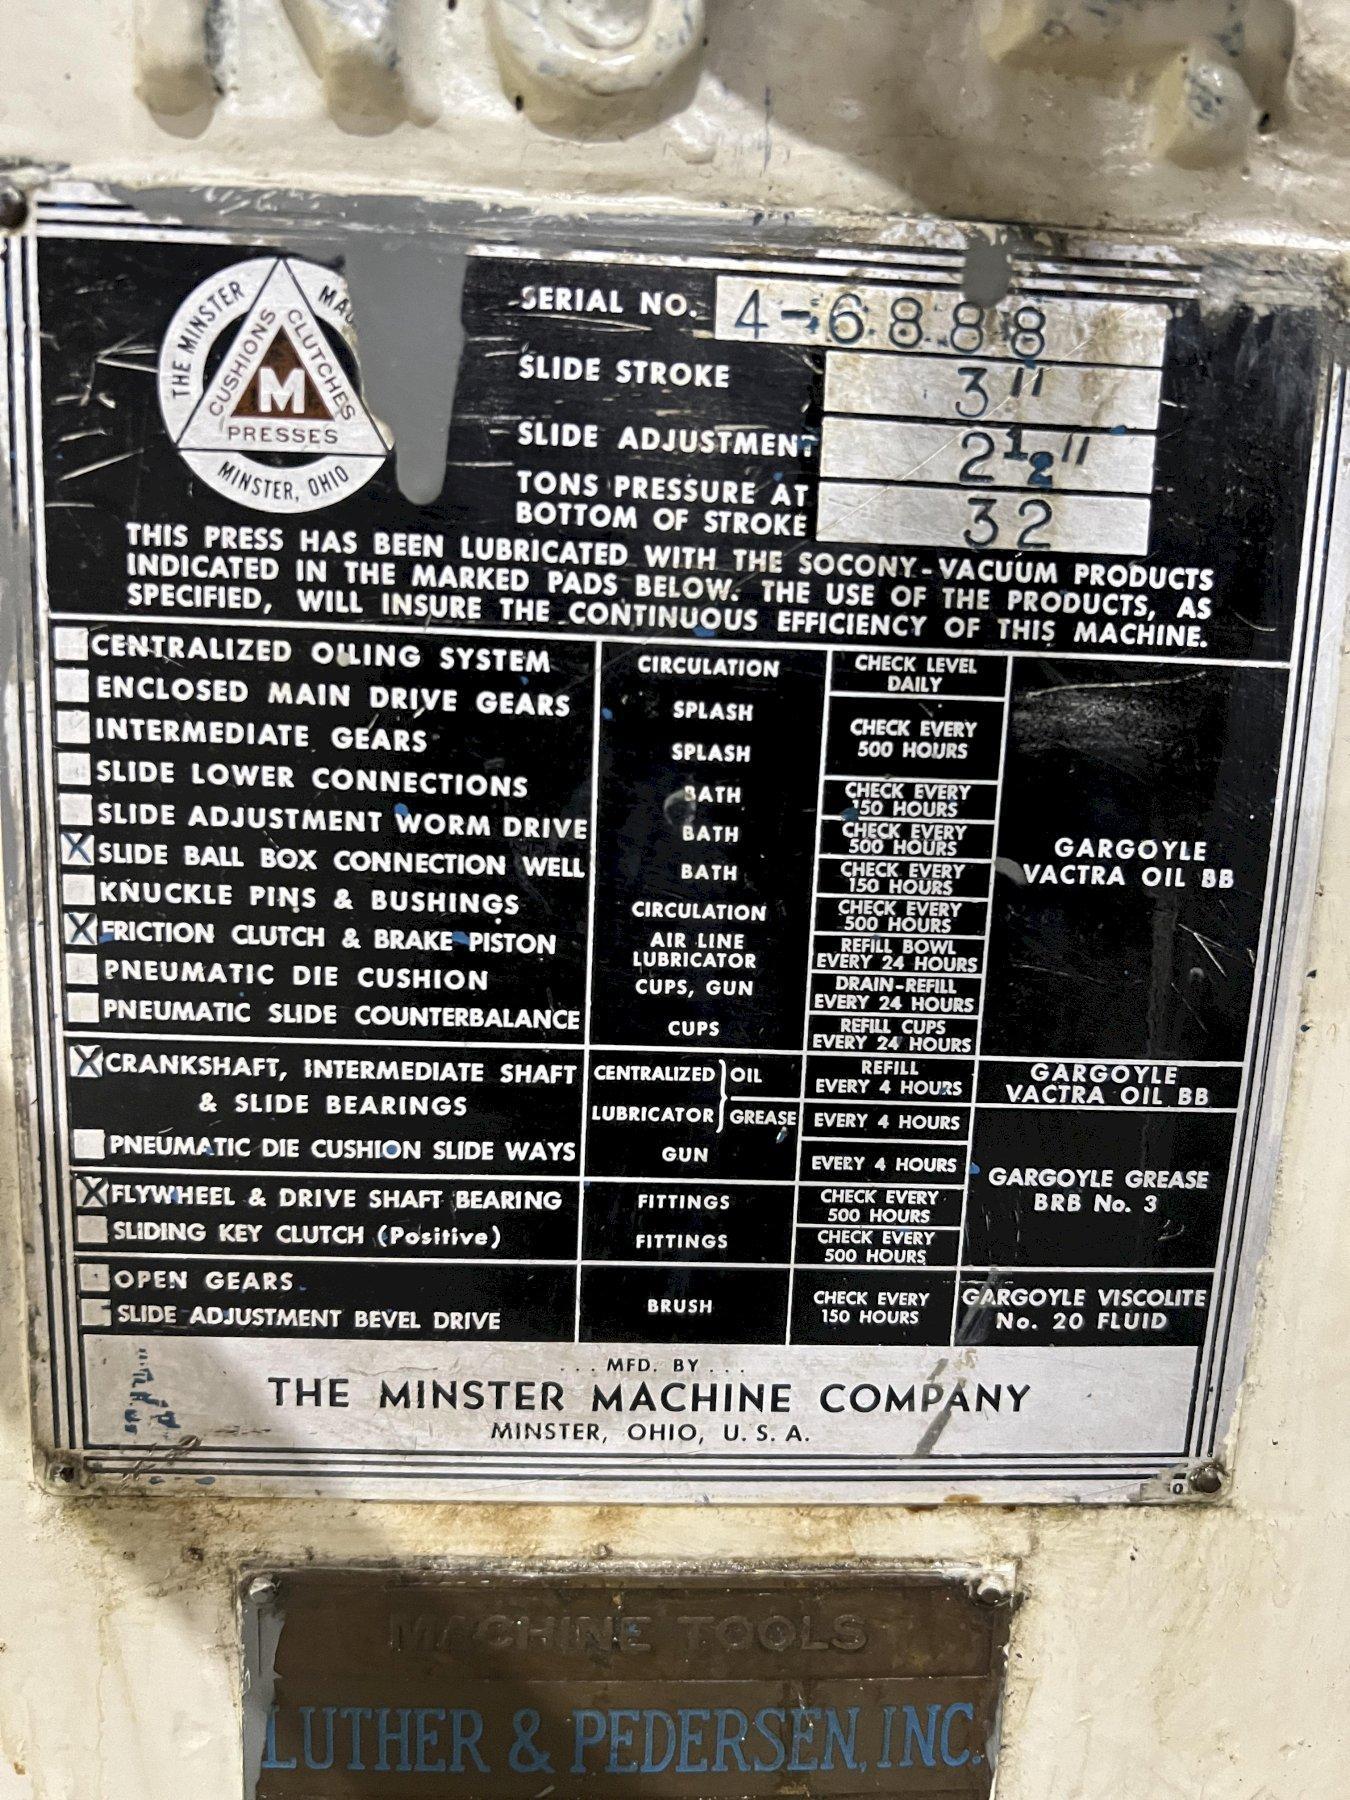 THE MINSTER
CUSHIONS CLUTCHES
M
PRESSES
MINSTER, OHIO
SERIAL NO. 4-6888
SLIDE STROKE 3"
SLIDE ADJUSTMENT 2 1/2"
TONS PRESSURE AT
BOTTOM OF STROKE 32
THIS PRESS HAS BEEN LUBRICATED WITH THE SOCONY-VACUUM PRODUCTS
INDICATED IN THE MARKED PADS BELOW. THE USE OF THE PRODUCTS, AS
SPECIFIED, WILL INSURE THE CONTINUOUS EFFICIENCY OF THIS MACHINE.
CENTRALIZED OILING SYSTEM CIRCULATION CHECK LEVEL DAILY
ENCLOSED MAIN DRIVE GEARS SPLASH CHECK EVERY
INTERMEDIATE GEARS SPLASH 500 HOURS
SLIDE LOWER CONNECTIONS BATH CHECK EVERY 150 HOURS
SLIDE ADJUSTMENT WORM DRIVE BATH CHECK EVERY 500 HOURS
GARGOYLE
VACTRA OIL BB
X SLIDE BALL BOX CONNECTION WELL BATH CHECK EVERY 150 HOURS
KNUCKLE PINS & BUSHINGS CIRCULATION CHECK EVERY 500 HOURS
X FRICTION CLUTCH & BRAKE PISTON AIR LINE LUBRICATOR REFILL BOWL EVERY 24 HOURS
PNEUMATIC DIE CUSHION CUPS, GUN DRAIN-REFILL EVERY 24 HOURS
PNEUMATIC SLIDE COUNTERBALANCE CUPS REFILL CUPS EVERY 24 HOURS
X CRANKSHAFT, INTERMEDIATE SHAFT CENTRALIZED OIL REFILL EVERY 4 HOURS GARGOYLE VACTRA OIL BB
& SLIDE BEARINGS LUBRICATOR GREASE EVERY 4 HOURS
PNEUMATIC DIE CUSHION SLIDE WAYS GUN EVERY 4 HOURS
GARGOYLE GREASE
BRB No. 3
X FLYWHEEL & DRIVE SHAFT BEARING FITTINGS CHECK EVERY 500 HOURS
SLIDING KEY CLUTCH (Positive) FITTINGS CHECK EVERY 500 HOURS
OPEN GEARS BRUSH CHECK EVERY GARGOYLE VISCOLITE
SLIDE ADJUSTMENT BEVEL DRIVE 150 HOURS No. 20 FLUID
...MFD. BY...
THE MINSTER MACHINE COMPANY
MINSTER, OHIO, U. S. A.
MACHINE TOOLS
LUTHER & PEDERSEN, INC.